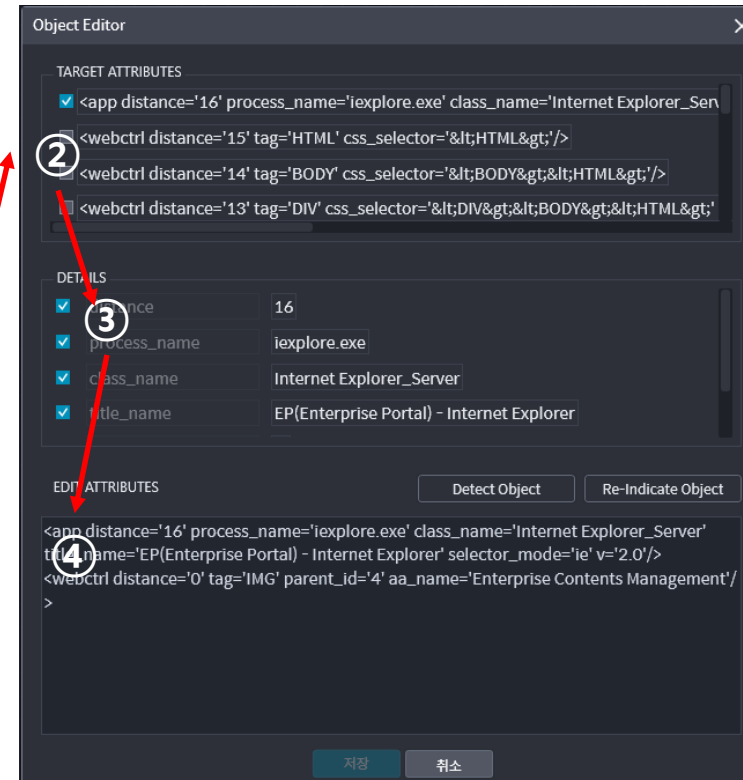 Object Editor
TARGET ATTRIBUTES
<app distance='16' process_name='iexplore.exe' class_name='Internet Explorer_Serv
<webctrl distance='15' tag='HTML' css_selector='&lt;HTML&gt;'/>
②
<webctrl distance='14' tag='BODY' css_selector='&lt;BODY&gt;&lt;HTML&gt;'/>
<webctrl distance='13' tag='DIV' css_selector='&lt;DIV&gt;&lt;BODY&gt;&lt;HTML&gt;'
DETAILS
distance 16
③
process_name iexplore.exe
class_name Internet Explorer_Server
title_name EP(Enterprise Portal) - Internet Explorer
EDIT ATTRIBUTES Detect Object Re-Indicate Object
<app distance='16' process_name='iexplore.exe' class_name='Internet Explorer_Server'
title_name='EP(Enterprise Portal) - Internet Explorer' selector_mode='ie' v='2.0'/>
④
<webctrl distance='0' tag='IMG' parent_id='4' aa_name='Enterprise Contents Management'/
>
저장 취소